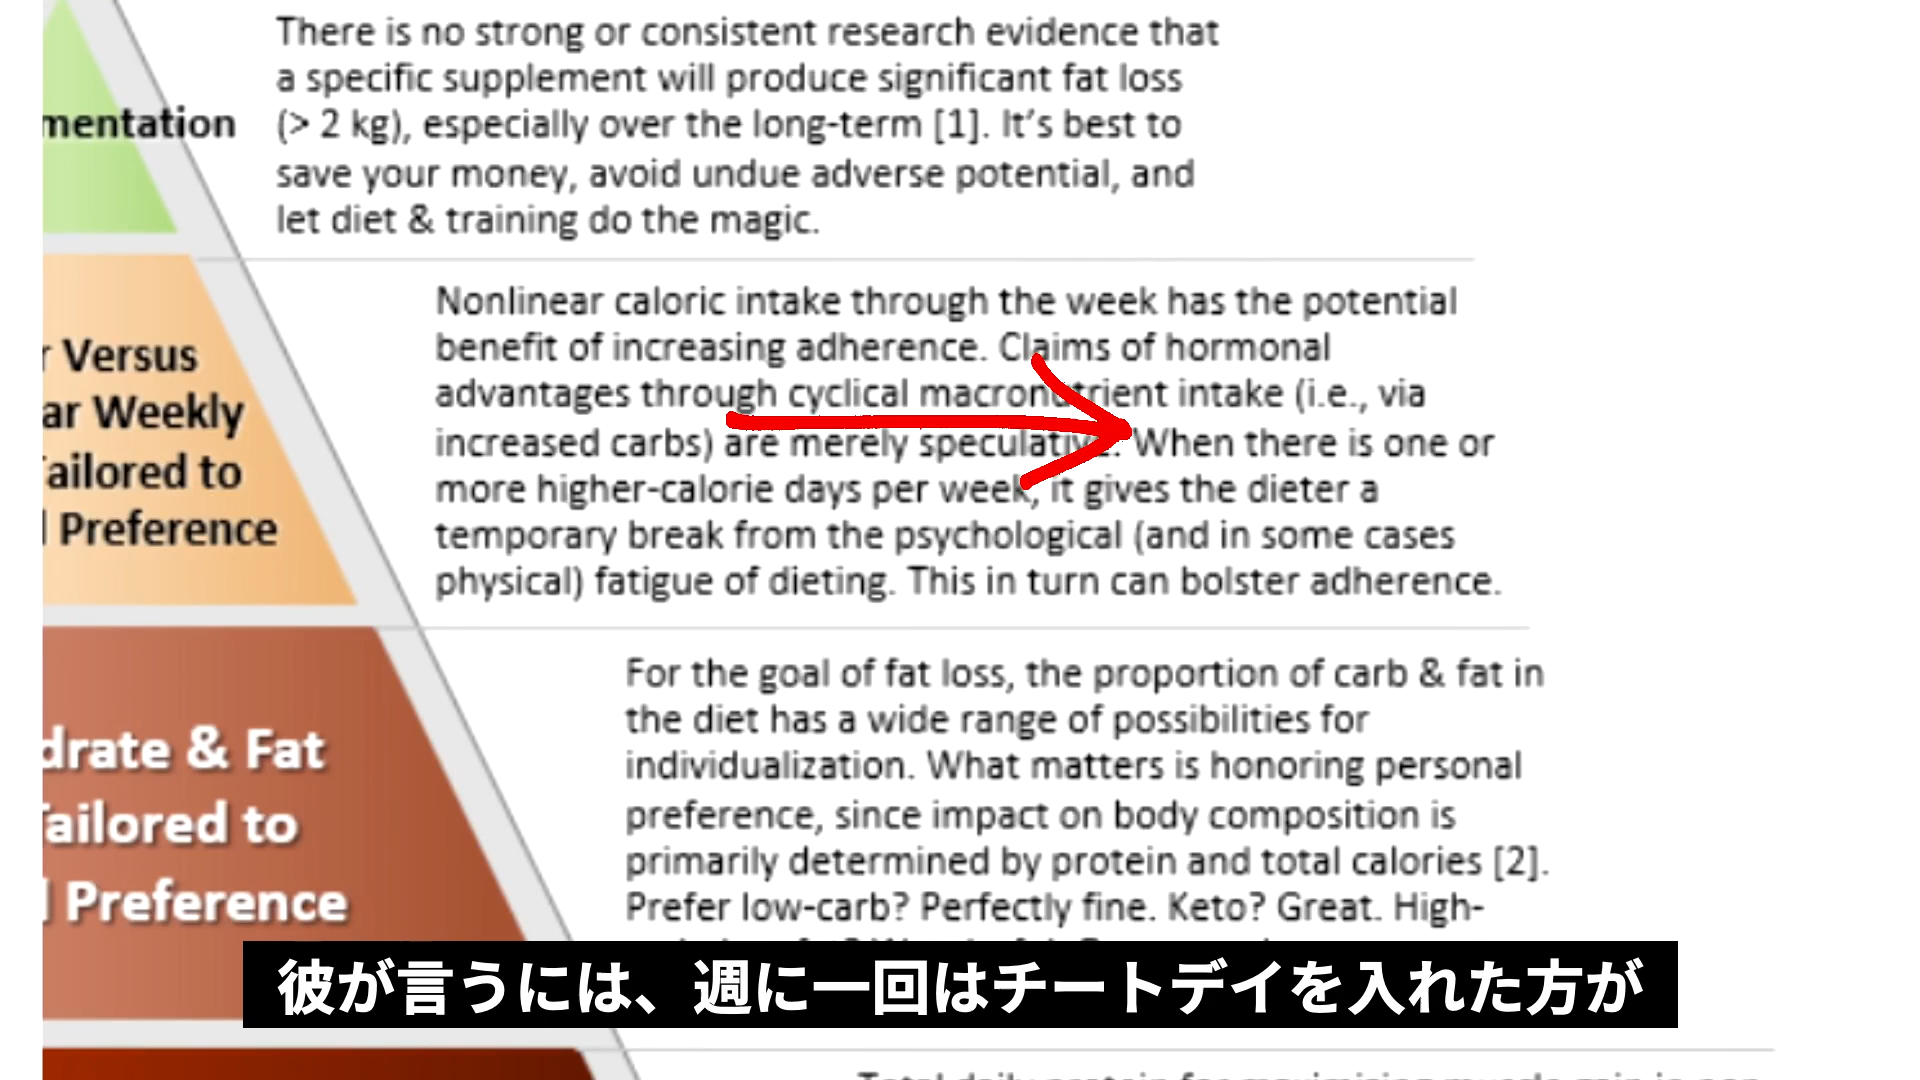 There is no strong or consistent research evidence that
a specific supplement will produce significant fat loss
mentation
(> 2 kg), especially over the long-term [1]. It's best to
save your money, avoid undue adverse potential, and
let diet & training do the magic.
Nonlinear caloric intake through the week has the potential
benefit of increasing adherence. Claims of hormonal
advantages through cyclical macronutrient intake (i.e., via
increased carbs) are merely speculative. When there is one or
more higher-calorie days per week, it gives the dieter a
temporary break from the psychological (and in some cases
physical) fatigue of dieting. This in turn can bolster adherence.
r Versus
ar Weekly
ailored to
l Preference
For the goal of fat loss, the proportion of carb & fat in
the diet has a wide range of possibilities for
individualization. What matters is honoring personal
preference, since impact on body composition is
primarily determined by protein and total calories [2].
Prefer low-carb? Perfectly fine. Keto? Great. High-
drate & Fat
ailored to
l Preference
彼が言うには、週に一回はチートデイを入れた方が